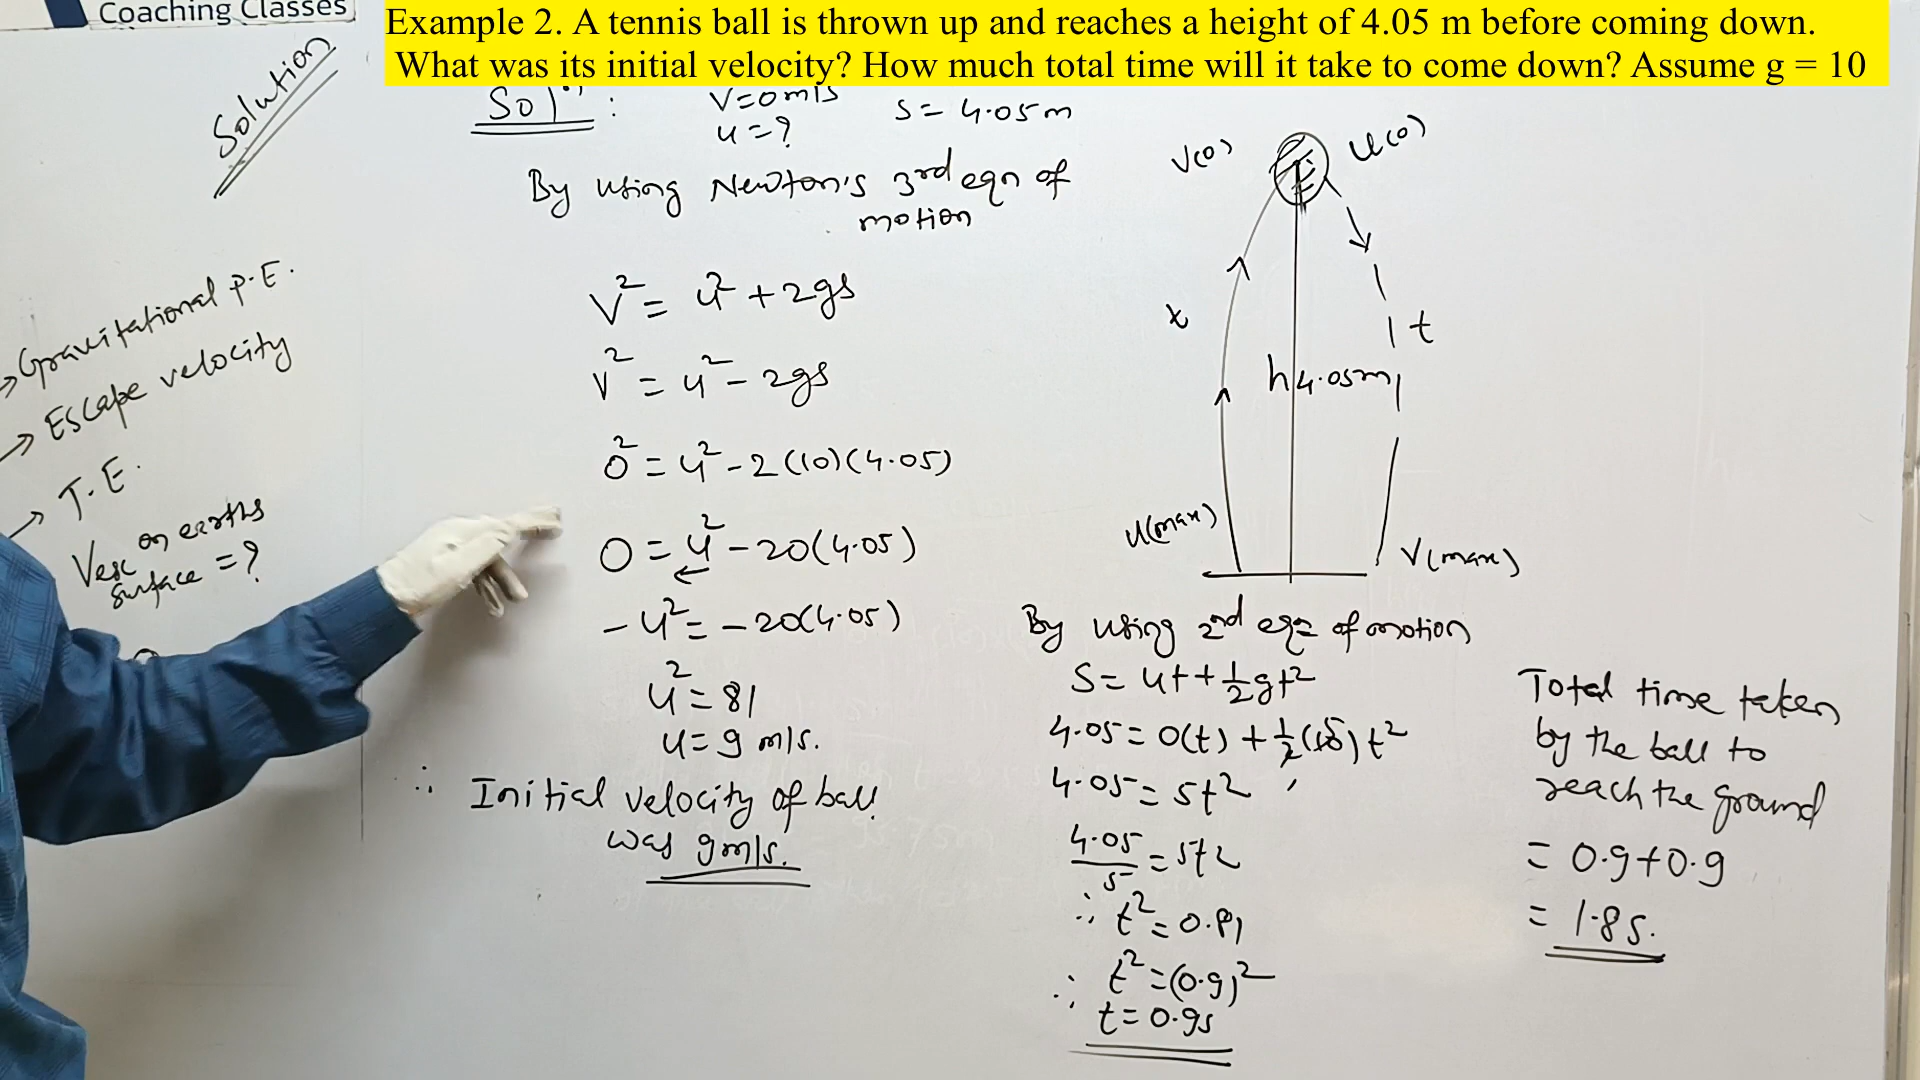 Coaching Classes
Example 2. A tennis ball is thrown up and reaches a height of 4.05 m before coming down.
What was its initial velocity? How much total time will it take to come down? Assume g = 10
Solution
→ Gravitational P.E.
→ Escape velocity
→ T.E.
Vesc on earths
surface = ?
Solⁿ :
V=0m/s
u=?
S = 4.05m
By using Newton's 3rd eqn of
motion
V² = u² + 2gs
V² = u² - 2gs
0² = u² - 2(10)(4.05)
0 = u² - 20(4.05)
- u² = - 20(4.05)
u² = 81
u = 9 m/s.
∴ Initial velocity of ball
was 9m/s.
V(0)
u(0)
t
t
h 4.05m
u(max)
V(max)
By using 2nd eqn of motion
S = ut + ½gt²
4.05 = 0(t) + ½(10)t²
4.05 = 5t²
4.05/5 = 5t2
∴ t² = 0.81
∴ t² = (0.9)²
t = 0.9s
Total time taken
by the ball to
reach the ground
= 0.9+0.9
= 1.8s.